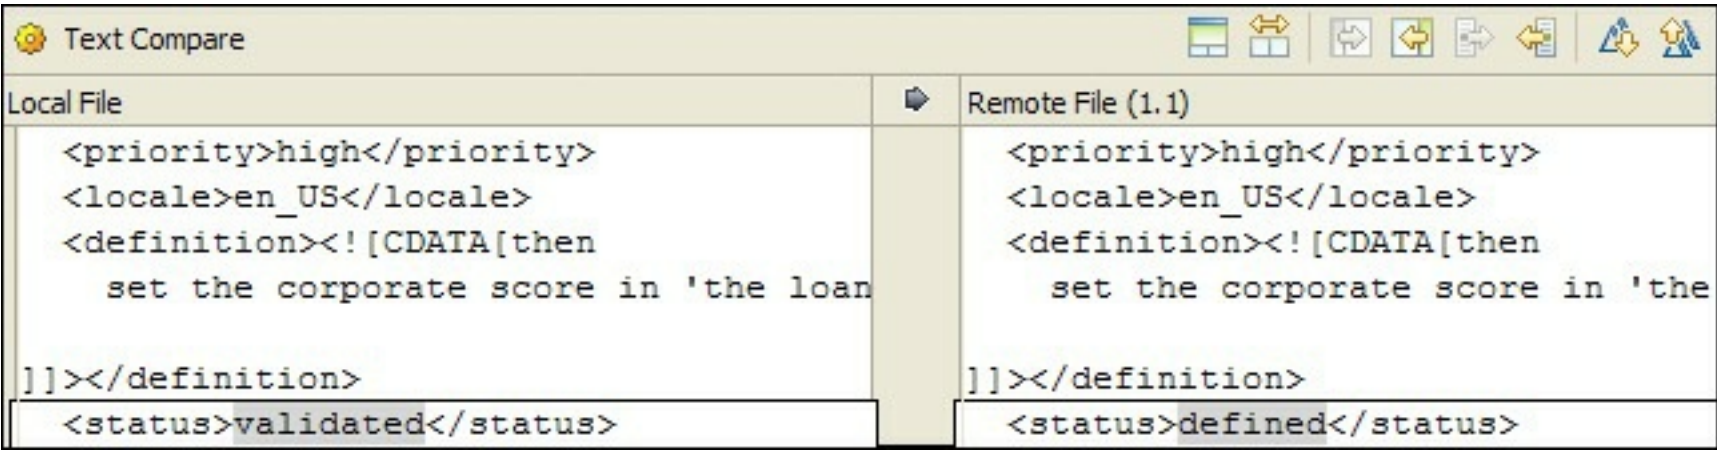 Text Compare
Local File
Remote File (1.1)
<priority>high</priority>
<locale>en_US</locale>
<definition><![CDATA[then
set the corporate score in 'the loan
]]></definition>
<status>validated</status>
<priority>high</priority>
<locale>en_US</locale>
<definition><![CDATA[then
set the corporate score in 'the
]]></definition>
<status>defined</status>